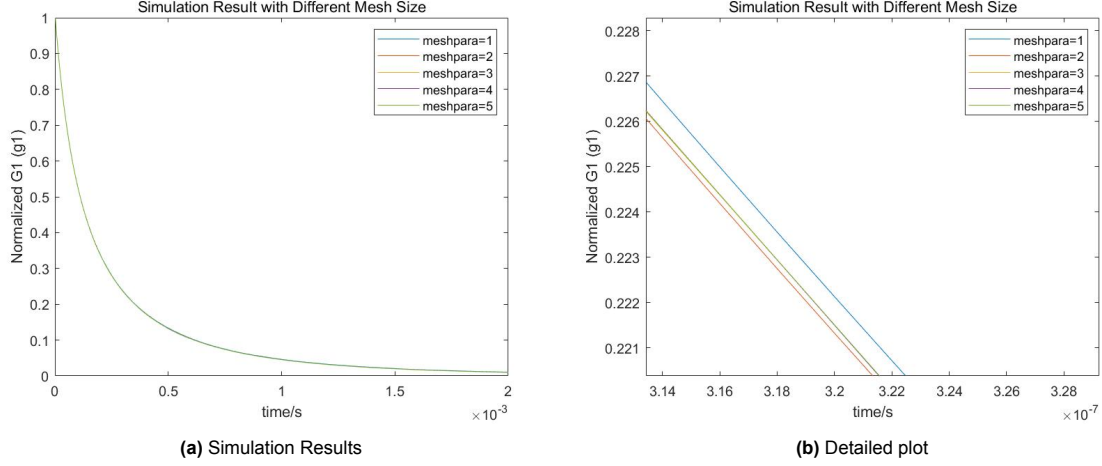 Simulation Result with Different Mesh Size
1
0.9
0.8
0.7
0.6
0.5
0.4
0.3
0.2
0.1
0
Normalized G1 (g1)
meshpara=1
meshpara=2
meshpara=3
meshpara=4
meshpara=5
0 0.5 1 1.5 2
time/s
×10⁻³
(a) Simulation Results
Simulation Result with Different Mesh Size
0.228
0.227
0.226
0.225
0.224
0.223
0.222
0.221
Normalized G1 (g1)
meshpara=1
meshpara=2
meshpara=3
meshpara=4
meshpara=5
3.14 3.16 3.18 3.2 3.22 3.24 3.26 3.28
time/s
×10⁻⁷
(b) Detailed plot